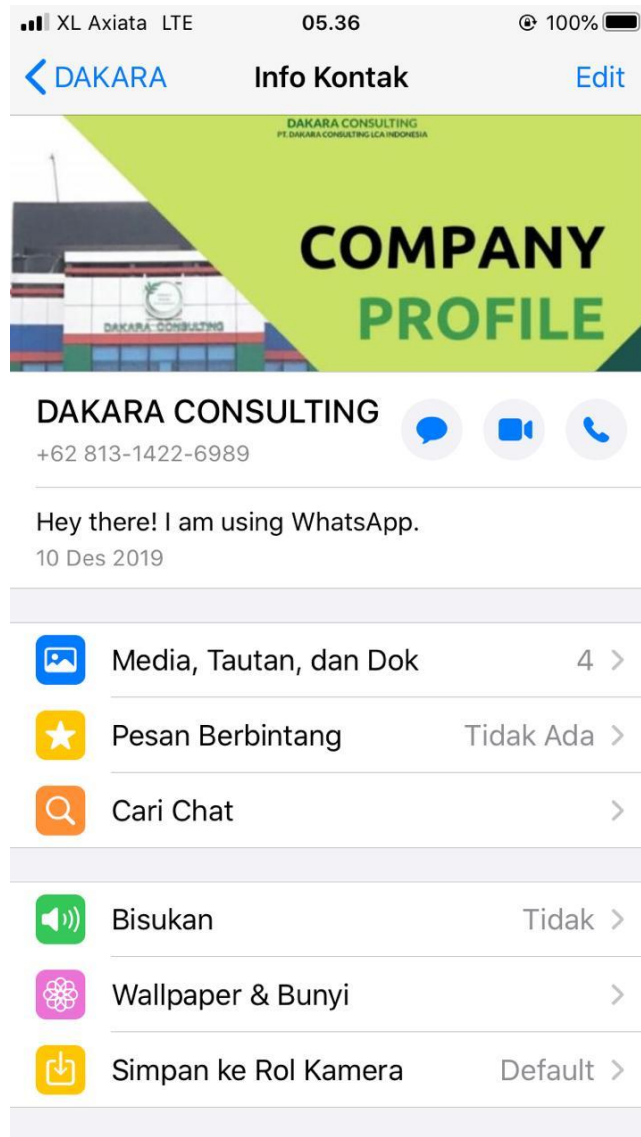 XL Axiata LTE 05.36 100%
DAKARA Info Kontak Edit
DAKARA CONSULTING
PT. DAKARA CONSULTING LCA INDONESIA
COMPANY
PROFILE
DAKARA CONSULTING
DAKARA CONSULTING
+62 813-1422-6989
Hey there! I am using WhatsApp.
10 Des 2019
Media, Tautan, dan Dok 4
Pesan Berbintang Tidak Ada
Cari Chat
Bisukan Tidak
Wallpaper & Bunyi
Simpan ke Rol Kamera Default